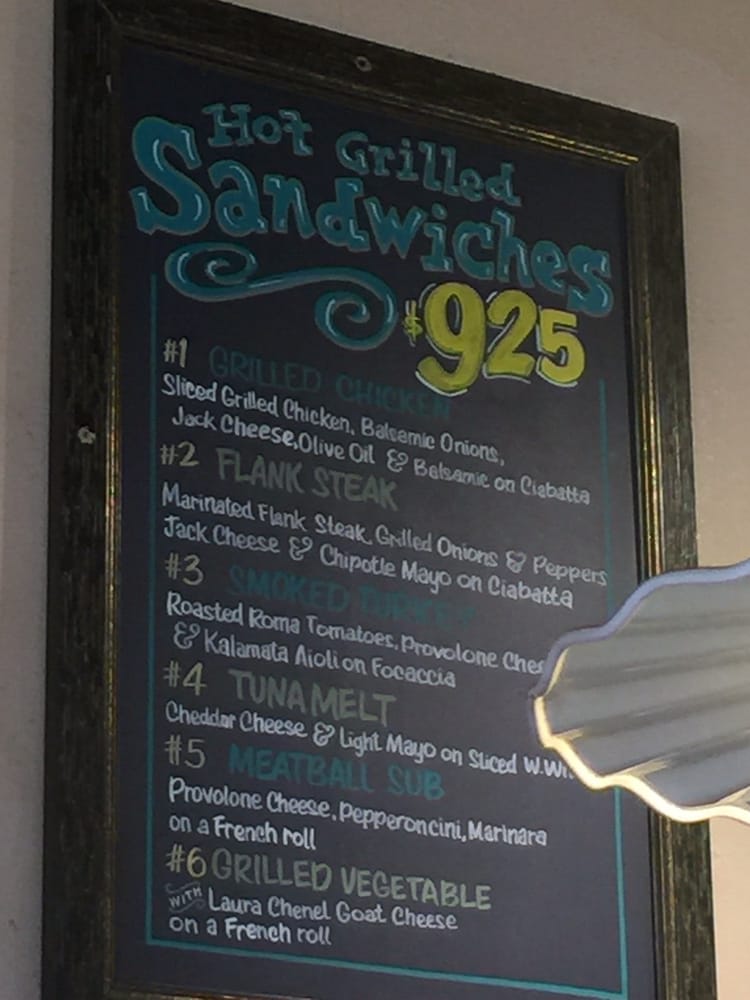 Hot Grilled
Sandwiches
$925
#1 GRILLED CHICKEN
Sliced Grilled Chicken, Balsamic Onions,
Jack Cheese, Olive Oil & Balsamic on Ciabatta
#2 FLANK STEAK
Marinated Flank Steak, Grilled Onions & Peppers
Jack Cheese & Chipotle Mayo on Ciabatta
#3 SMOKED TURKEY
Roasted Roma Tomatoes, Provolone Chee
& Kalamata Aioli on Focaccia
#4 TUNA MELT
Cheddar Cheese & Light Mayo on Sliced W.W
#5 MEATBALL SUB
Provolone Cheese, Pepperoncini, Marinara
on a French roll
#6 GRILLED VEGETABLE
WITH Laura Chenel Goat Cheese
on a French roll